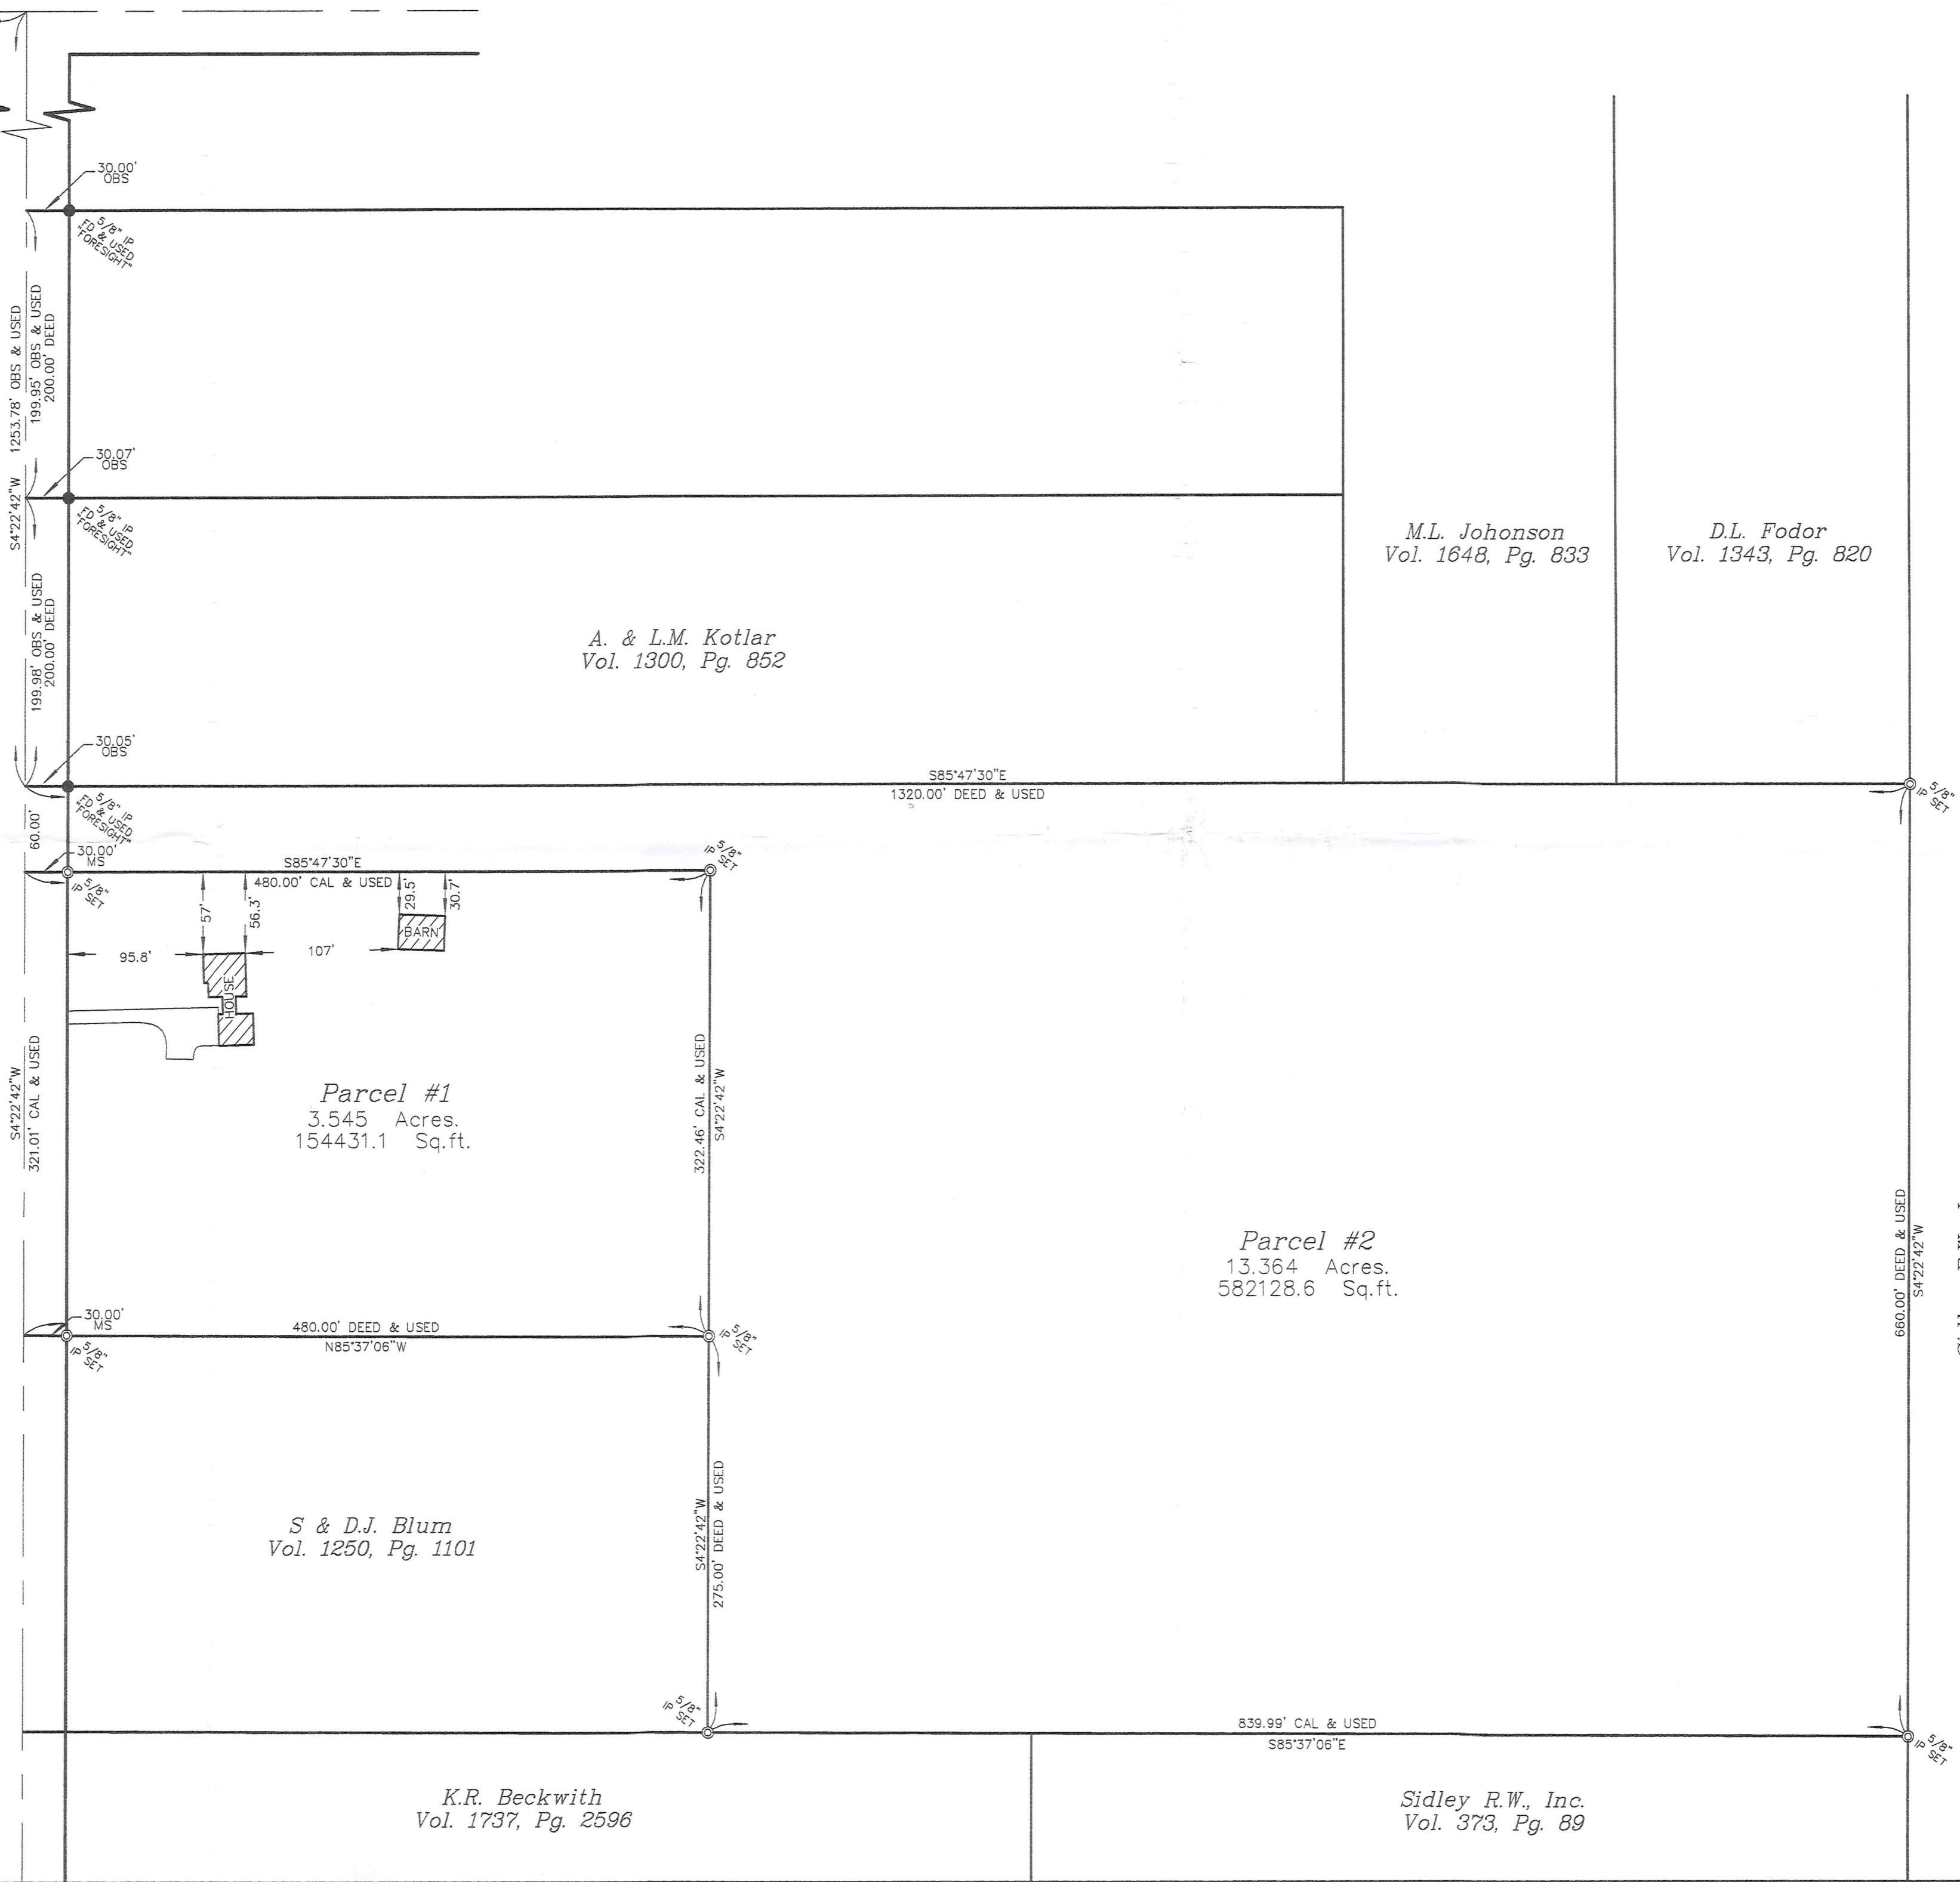 30.00'
OBS
5/8" IP
FD & USED
"FORESIGHT"
S4°22'42"W 1253.78' OBS & USED
199.95' OBS & USED
200.00' DEED
30.07'
OBS
5/8" IP
FD & USED
"FORESIGHT"
M.L. Johonson
Vol. 1648, Pg. 833
D.L. Fodor
Vol. 1343, Pg. 820
199.98' OBS & USED
200.00' DEED
A. & L.M. Kotlar
Vol. 1300, Pg. 852
30.05'
OBS
5/8" IP
FD & USED
"FORESIGHT"
S85°47'30"E
1320.00' DEED & USED
5/8"
IP SET
60.00'
30.00'
MS
5/8"
IP SET
S85°47'30"E
480.00' CAL & USED
5/8"
IP SET
57'
56.3'
29.5'
30.7'
BARN
95.8'
107'
HOUSE
S4°22'42"W
321.01' CAL & USED
Parcel #1
3.545 Acres.
154431.1 Sq.ft.
322.46' CAL & USED
S4°22'42"W
Parcel #2
13.364 Acres.
582128.6 Sq.ft.
660.00' DEED & USED
S4°22'42"W
30.00'
MS
5/8"
IP SET
480.00' DEED & USED
N85°37'06"W
5/8"
IP SET
S & D.J. Blum
Vol. 1250, Pg. 1101
S4°22'42"W
275.00' DEED & USED
5/8"
IP SET
839.99' CAL & USED
S85°37'06"E
5/8"
IP SET
K.R. Beckwith
Vol. 1737, Pg. 2596
Sidley R.W., Inc.
Vol. 373, Pg. 89